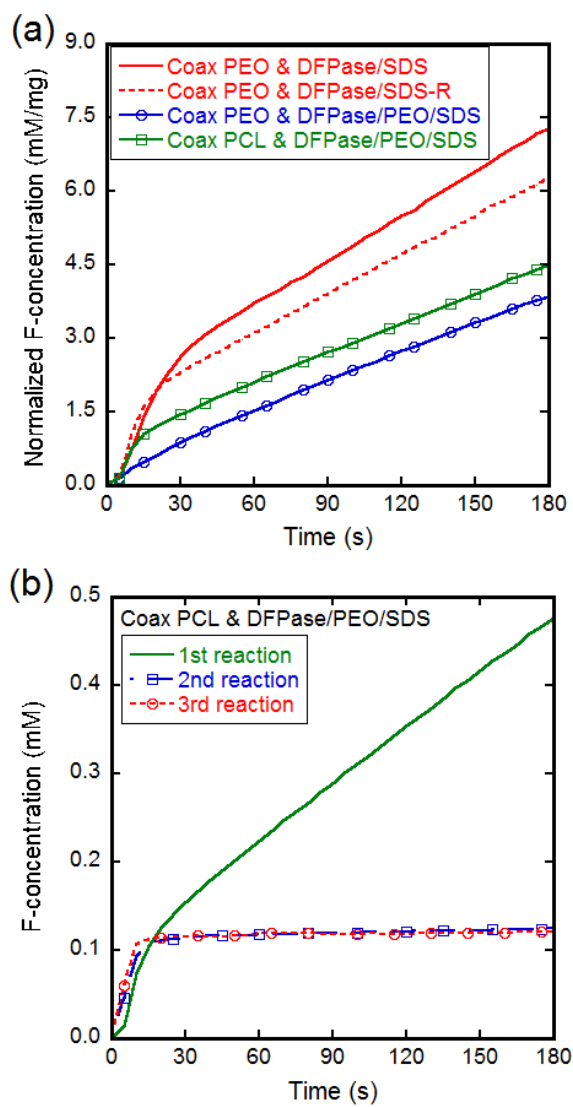 (a)
9.0
7.5
6.0
4.5
3.0
1.5
0.0
Normalized F-concentration (mM/mg)
Coax PEO & DFPase/SDS
Coax PEO & DFPase/SDS-R
Coax PEO & DFPase/PEO/SDS
Coax PCL & DFPase/PEO/SDS
0 30 60 90 120 150 180
Time (s)
(b)
0.5
0.4
0.3
0.2
0.1
0.0
F-concentration (mM)
Coax PCL & DFPase/PEO/SDS
1st reaction
2nd reaction
3rd reaction
0 30 60 90 120 150 180
Time (s)